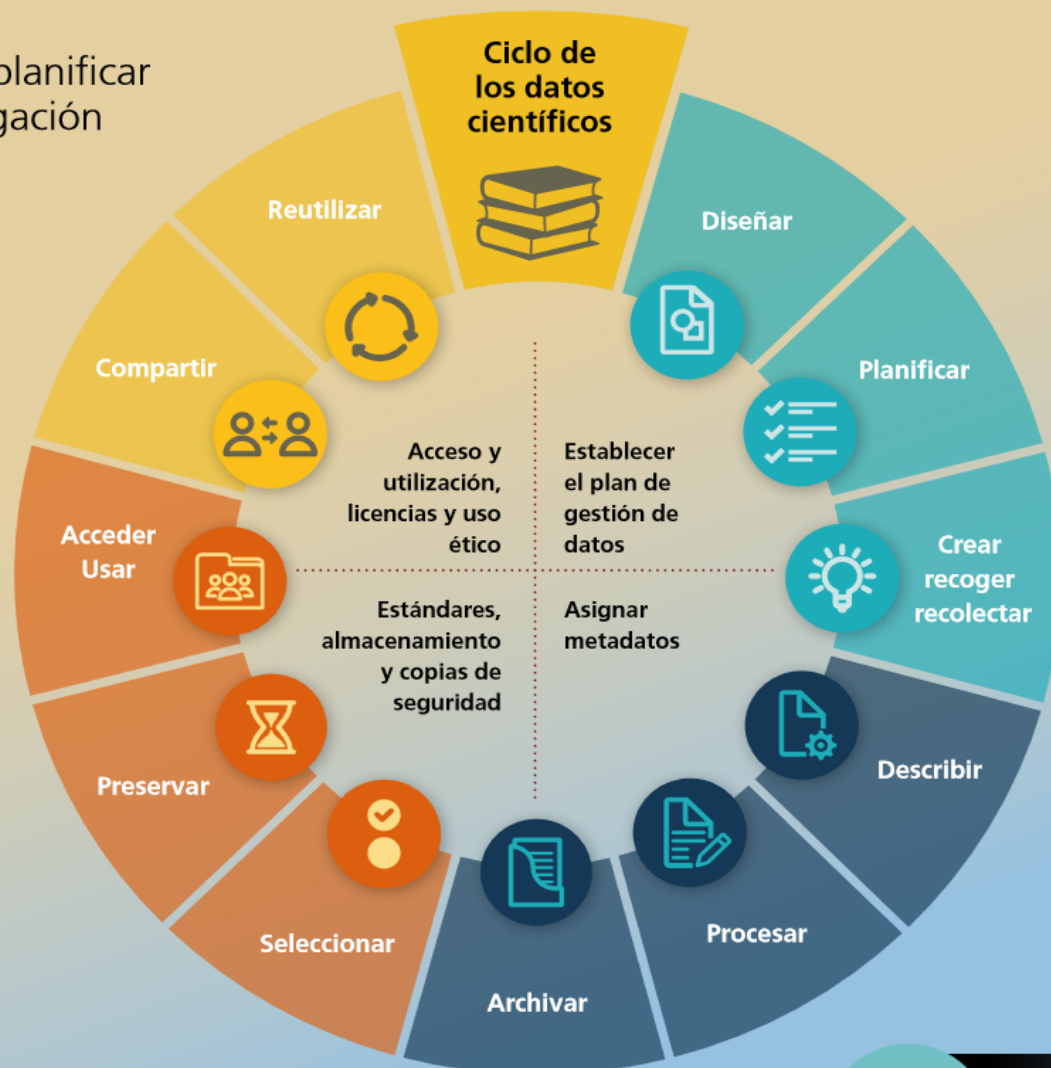 planificar
gación
Ciclo de
los datos
científicos
Diseñar
Planificar
Crear
recoger
recolectar
Describir
Procesar
Archivar
Seleccionar
Preservar
Acceder
Usar
Compartir
Reutilizar
Acceso y
utilización,
licencias y uso
ético
Establecer
el plan de
gestión de
datos
Estándares,
almacenamiento
y copias de
seguridad
Asignar
metadatos